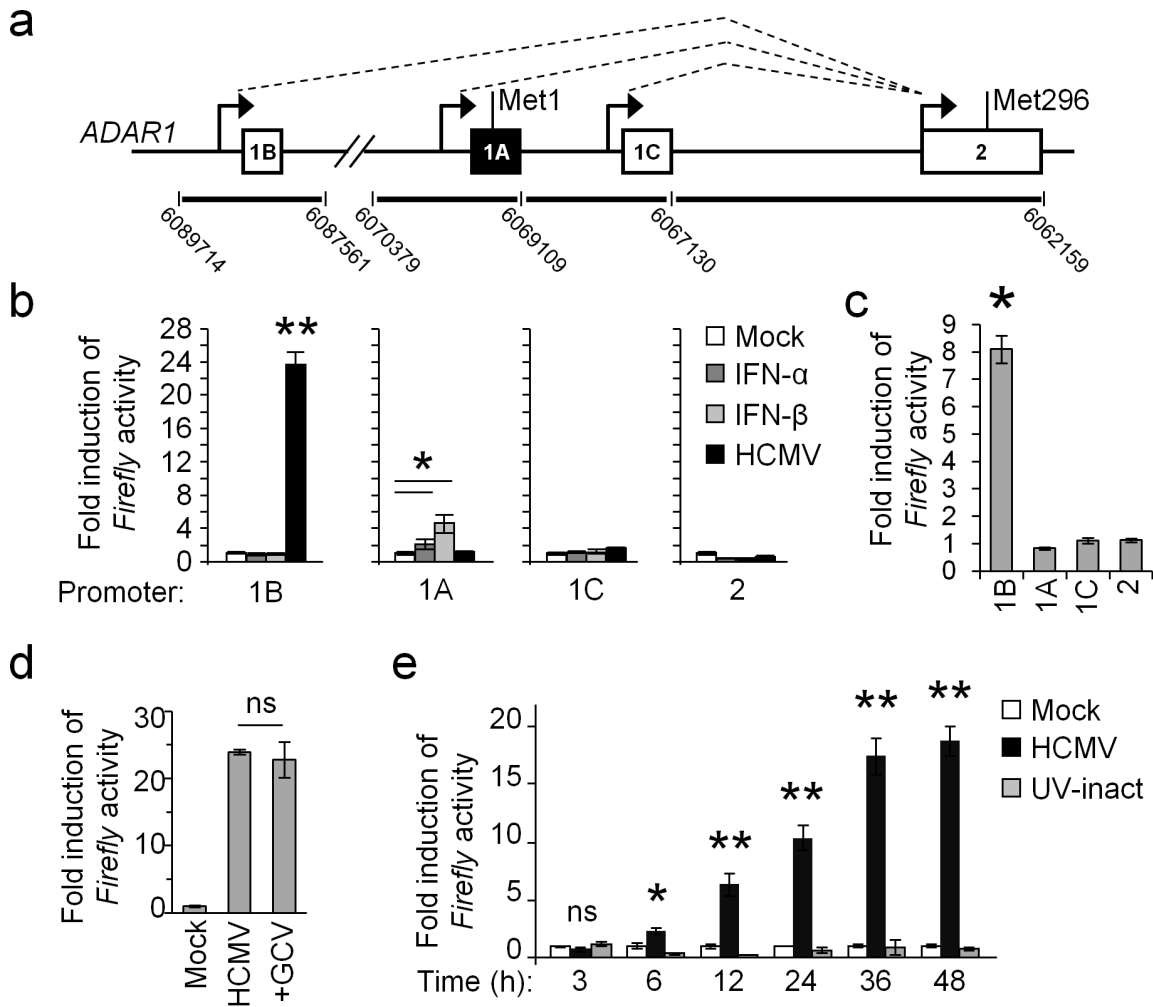 a
Met1
Met296
ADAR1
1B
1A
1C
2
6089714
6087561
6070379
6069109
6067130
6062159
b
Fold induction of
Firefly activity
28
24
20
16
12
8
4
0
**
*
Mock
IFN-α
IFN-β
HCMV
Promoter:
1B
1A
1C
2
c
Fold induction of
Firefly activity
9
8
7
6
5
4
3
2
1
0
*
1B
1A
1C
2
d
Fold induction of
Firefly activity
30
20
10
0
ns
Mock
HCMV
+GCV
e
Fold induction of
Firefly activity
20
15
10
5
0
ns
*
**
**
**
**
Mock
HCMV
UV-inact
Time (h):
3
6
12
24
36
48